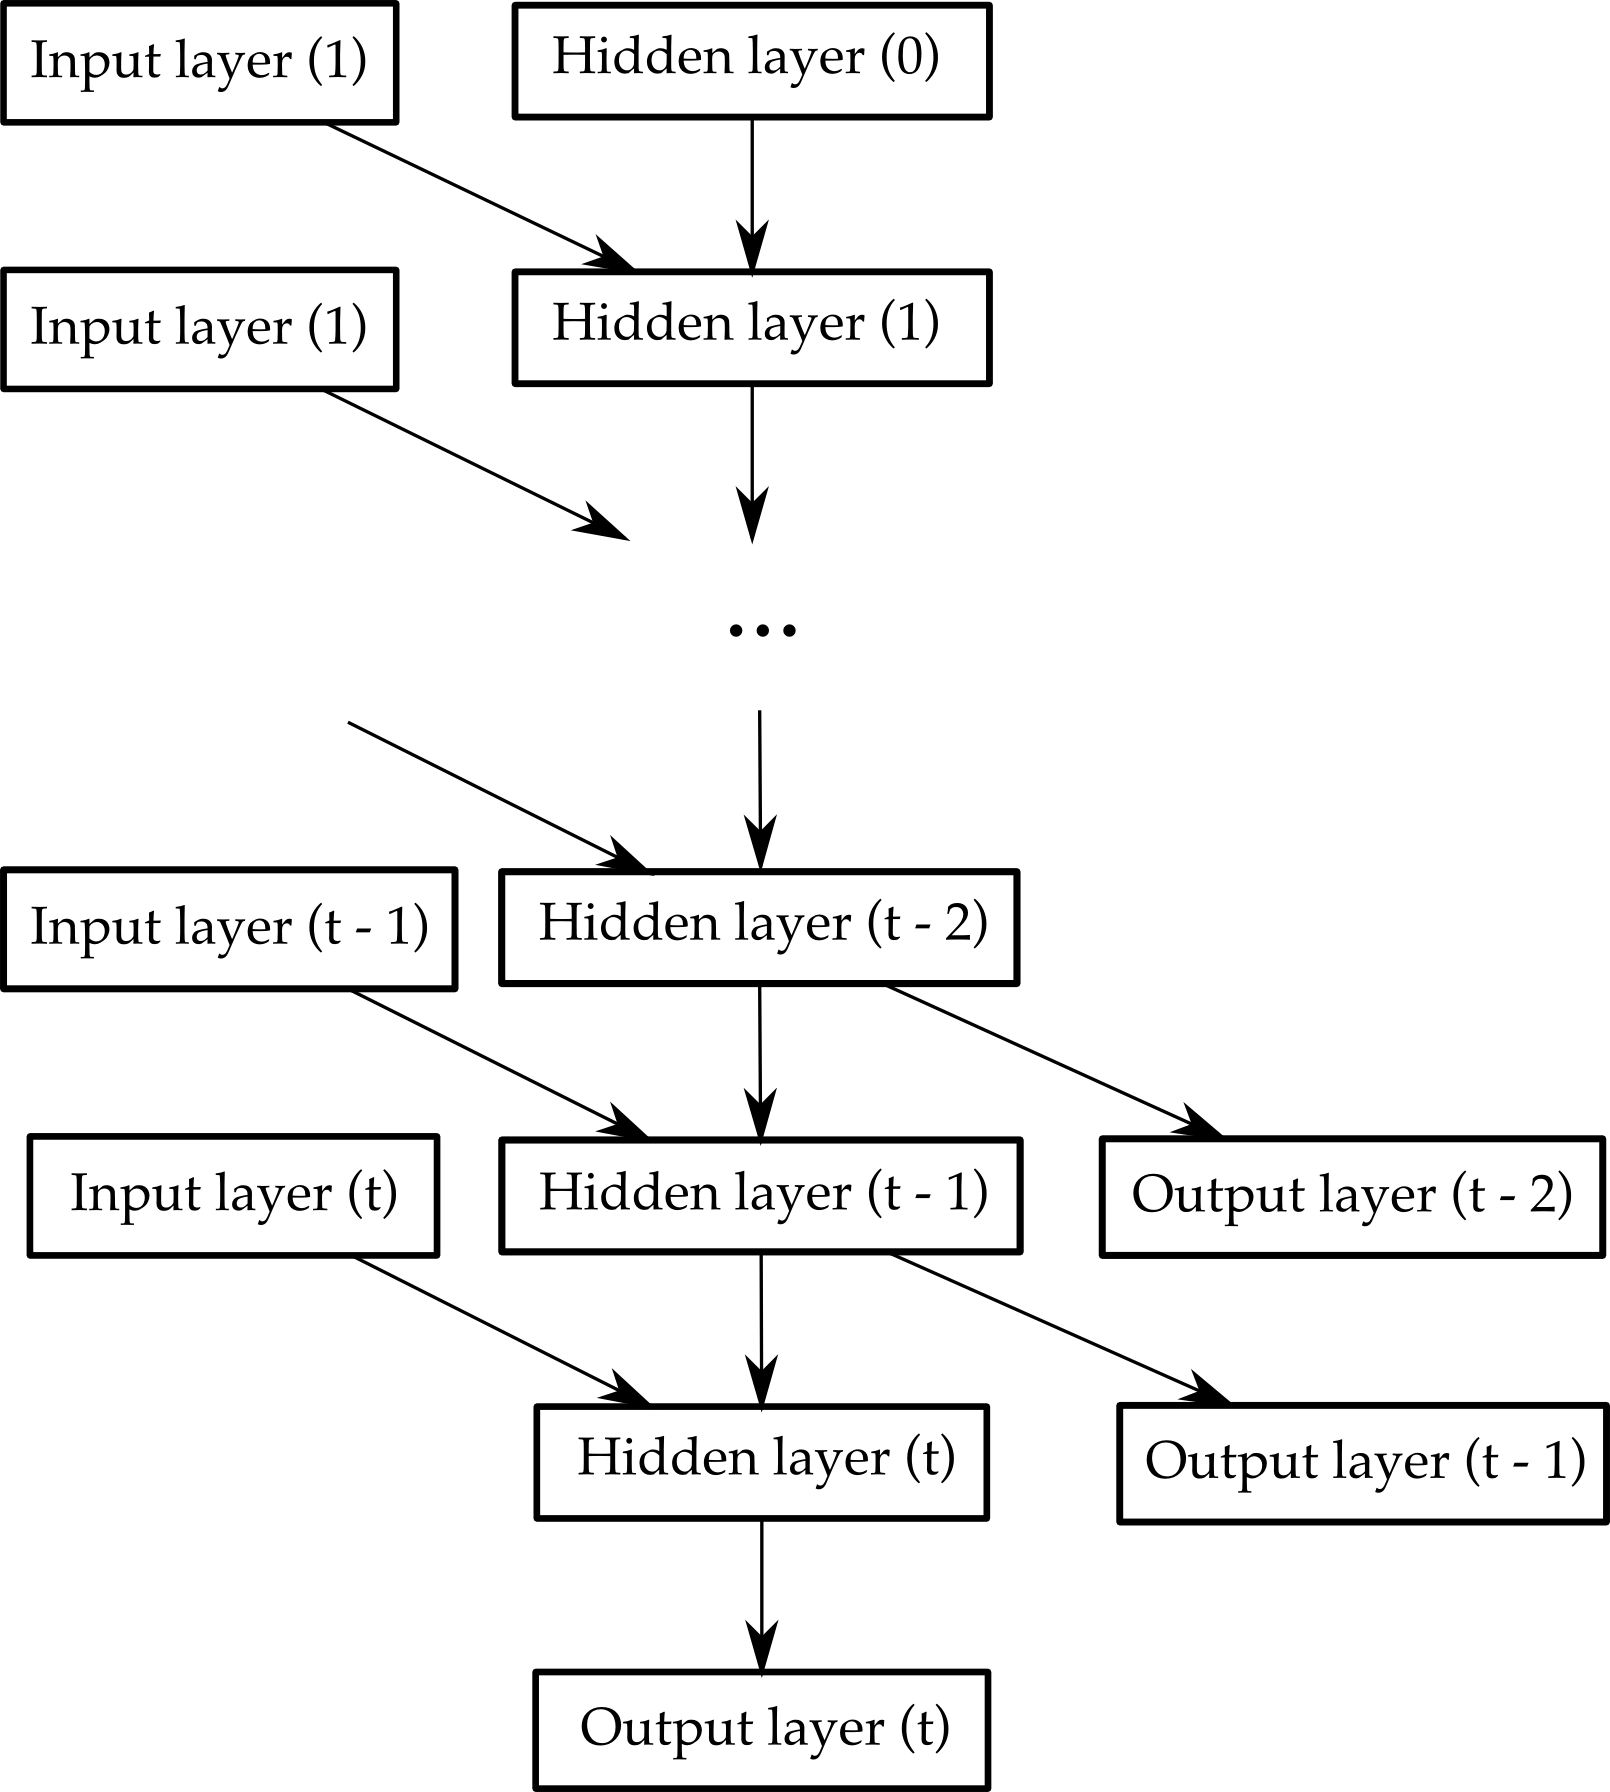 Input layer (1)
Hidden layer (0)
Input layer (1)
Hidden layer (1)
...
Input layer (t - 1)
Hidden layer (t - 2)
Input layer (t)
Hidden layer (t - 1)
Output layer (t - 2)
Hidden layer (t)
Output layer (t - 1)
Output layer (t)